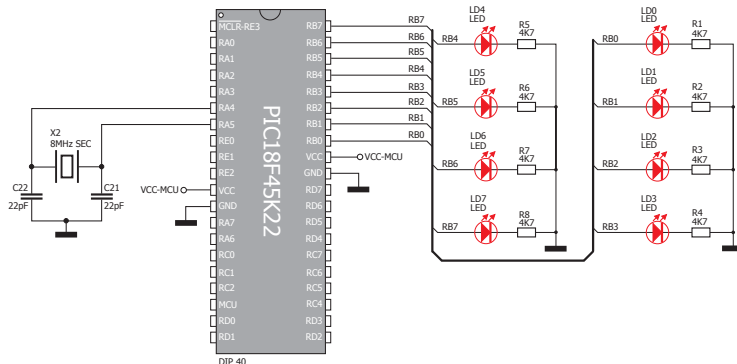 MCLR-RE3
RA0
RA1
RA2
RA3
RA4
RA5
RE0
RE1
RE2
VCC
GND
RA7
RA6
RC0
RC1
RC2
MCU
RD0
RD1
PIC18F45K22
RB7
RB6
RB5
RB4
RB3
RB2
RB1
RB0
VCC
GND
RD7
RD6
RD5
RD4
RC7
RC6
RC5
RC4
RD3
RD2
DIP 40
X2
8MHz SEC
C22
22pF
C21
22pF
VCC-MCU
VCC-MCU
RB7
RB6
RB5
RB4
RB3
RB2
RB1
RB0
RB4
LD4
LED
R5
4K7
RB5
LD5
LED
R6
4K7
RB6
LD6
LED
R7
4K7
RB7
LD7
LED
R8
4K7
RB0
LD0
LED
R1
4K7
RB1
LD1
LED
R2
4K7
RB2
LD2
LED
R3
4K7
RB3
LD3
LED
R4
4K7